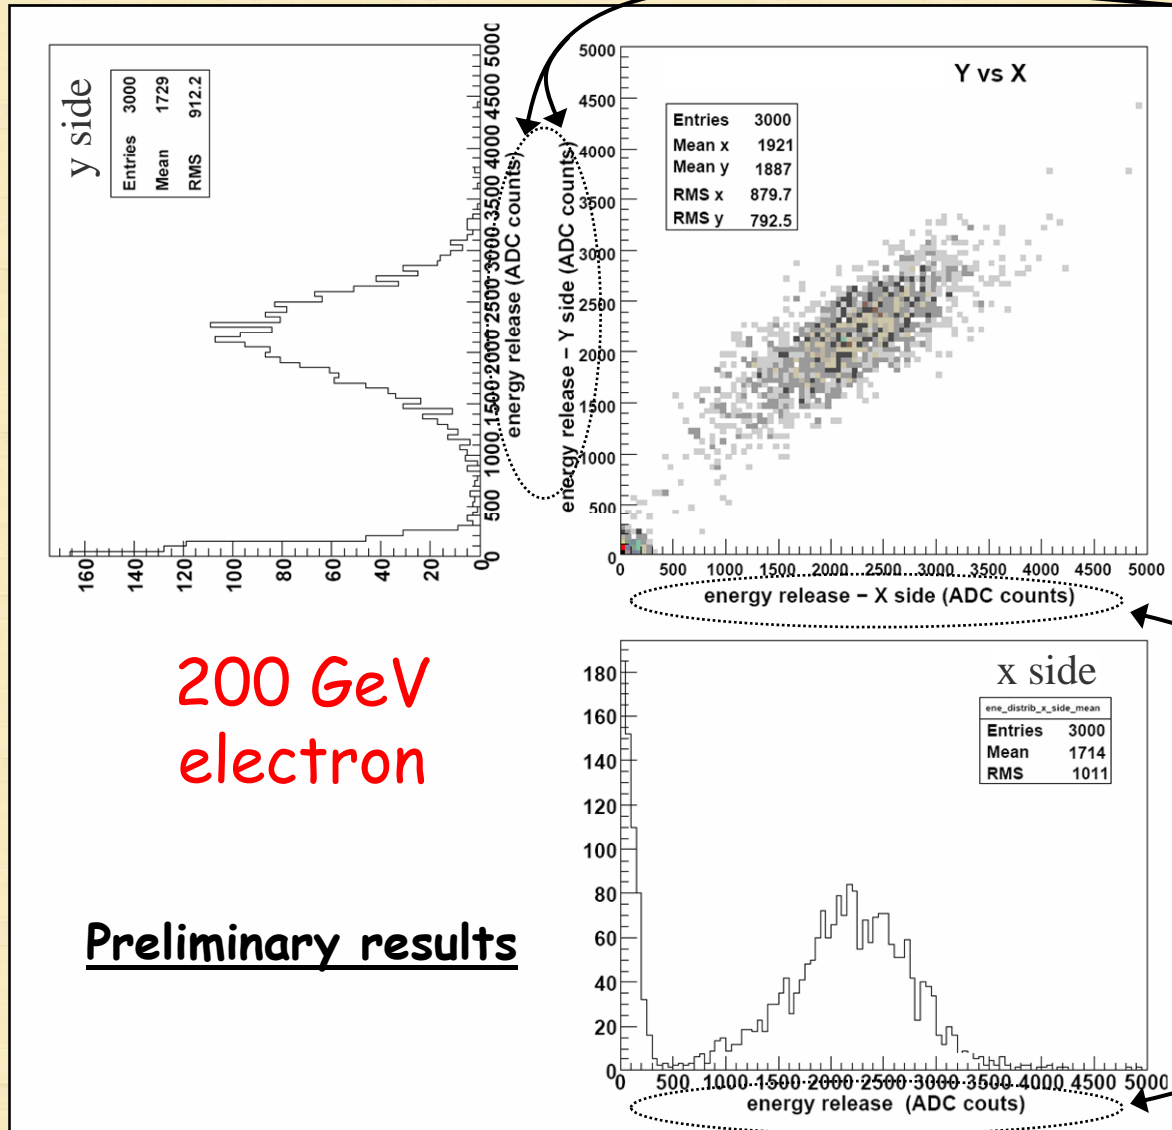 y side
Entries 3000
Mean 1729
RMS 912.2
160 140 120 100 80 60 40 20 0
0 500 1000 1500 2000 2500 3000 3500 4000 4500 5000
energy release (ADC counts)
Y vs X
Entries 3000
Mean x 1921
Mean y 1887
RMS x 879.7
RMS y 792.5
5000
4500
4000
3500
3000
2500
2000
1500
1000
500
0
energy release – Y side (ADC counts)
0 500 1000 1500 2000 2500 3000 3500 4000 4500 5000
energy release – X side (ADC counts)
200 GeV
electron
Preliminary results
x side
ene_distrib_x_side_mean
Entries 3000
Mean 1714
RMS 1011
180
160
140
120
100
80
60
40
20
0
0 500 1000 1500 2000 2500 3000 3500 4000 4500 5000
energy release (ADC couts)